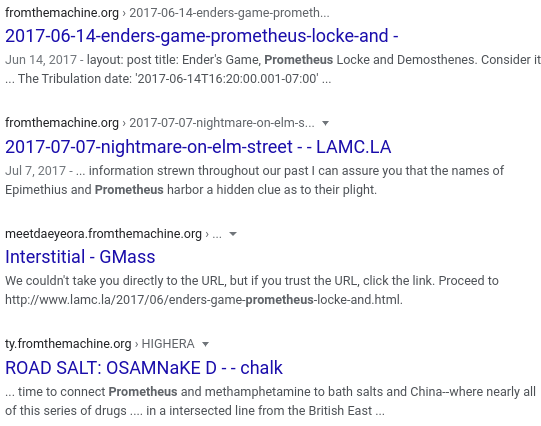 fromthemachine.org › 2017-06-14-enders-game-prometh...
2017-06-14-enders-game-prometheus-locke-and -
Jun 14, 2017 - layout: post title: Ender's Game, Prometheus Locke and Demosthenes. Consider it
... The Tribulation date: '2017-06-14T16:20:00.001-07:00' ...
fromthemachine.org › 2017-07-07-nightmare-on-elm-s...
2017-07-07-nightmare-on-elm-street - - LAMC.LA
Jul 7, 2017 - ... information strewn throughout our past I can assure you that the names of
Epimethius and Prometheus harbor a hidden clue as to their plight.
meetdaeyeora.fromthemachine.org › ...
Interstitial - GMass
We couldn't take you directly to the URL, but if you trust the URL, click the link. Proceed to
http://www.lamc.la/2017/06/enders-game-prometheus-locke-and.html.
ty.fromthemachine.org › HIGHERA
ROAD SALT: OSAMNaKE D - - chalk
... time to connect Prometheus and methamphetamine to bath salts and China--where nearly all
of this series of drugs .... in a intersected line from the British East ...